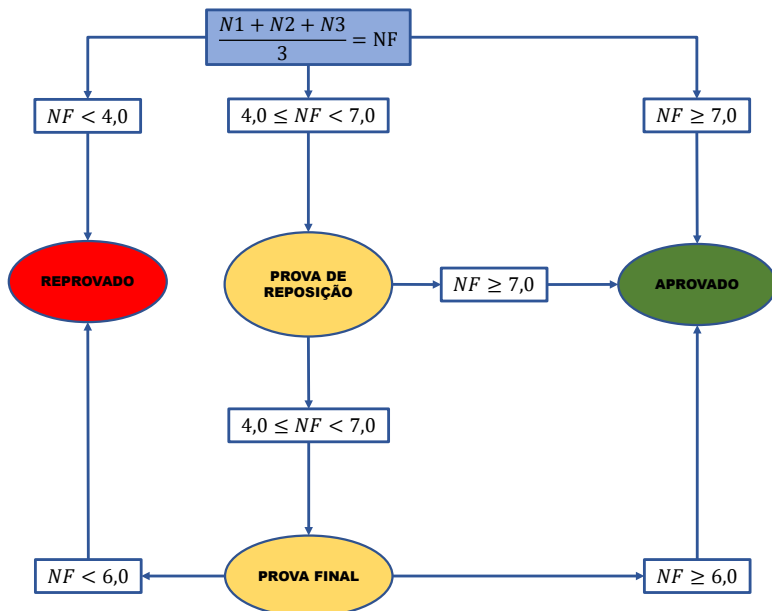 N1 + N2 + N3
3
= NF
NF < 4,0
4,0 ≤ NF < 7,0
NF ≥ 7,0
REPROVADO
PROVA DE
REPOSIÇÃO
NF ≥ 7,0
APROVADO
4,0 ≤ NF < 7,0
NF < 6,0
PROVA FINAL
NF ≥ 6,0